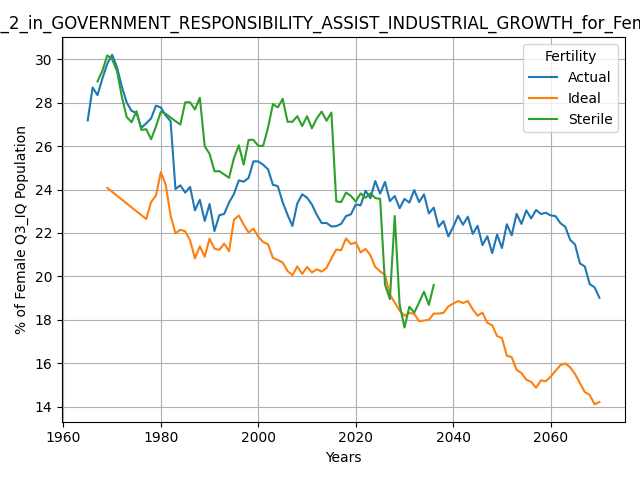 _2_in_GOVERNMENT_RESPONSIBILITY_ASSIST_INDUSTRIAL_GROWTH_for_Fem
Fertility
Actual
Ideal
Sterile
% of Female Q3_IQ Population
30
28
26
24
22
20
18
16
14
1960
1980
2000
2020
2040
2060
Years